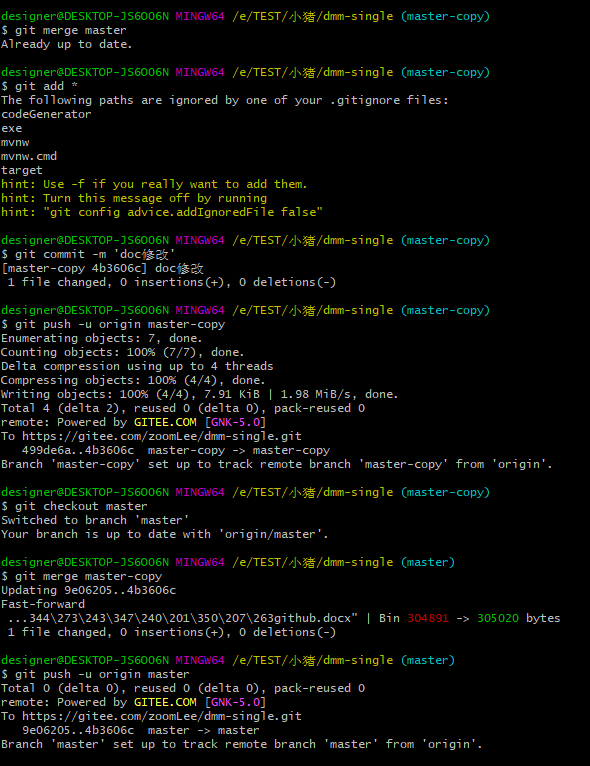 designer@DESKTOP-JS6OO6N MINGW64 /e/TEST/小猪/dmm-single (master-copy)
$ git merge master
Already up to date.
designer@DESKTOP-JS6OO6N MINGW64 /e/TEST/小猪/dmm-single (master-copy)
$ git add *
The following paths are ignored by one of your .gitignore files:
codeGenerator
exe
mvnw
mvnw.cmd
target
hint: Use -f if you really want to add them.
hint: Turn this message off by running
hint: "git config advice.addIgnoredFile false"
designer@DESKTOP-JS6OO6N MINGW64 /e/TEST/小猪/dmm-single (master-copy)
$ git commit -m 'doc修改'
[master-copy 4b3606c] doc修改
 1 file changed, 0 insertions(+), 0 deletions(-)
designer@DESKTOP-JS6OO6N MINGW64 /e/TEST/小猪/dmm-single (master-copy)
$ git push -u origin master-copy
Enumerating objects: 7, done.
Counting objects: 100% (7/7), done.
Delta compression using up to 4 threads
Compressing objects: 100% (4/4), done.
Writing objects: 100% (4/4), 7.91 KiB | 1.98 MiB/s, done.
Total 4 (delta 2), reused 0 (delta 0), pack-reused 0
remote: Powered by GITEE.COM [GNK-5.0]
To https://gitee.com/zoomLee/dmm-single.git
   499de6a..4b3606c  master-copy -> master-copy
Branch 'master-copy' set up to track remote branch 'master-copy' from 'origin'.
designer@DESKTOP-JS6OO6N MINGW64 /e/TEST/小猪/dmm-single (master-copy)
$ git checkout master
Switched to branch 'master'
Your branch is up to date with 'origin/master'.
designer@DESKTOP-JS6OO6N MINGW64 /e/TEST/小猪/dmm-single (master)
$ git merge master-copy
Updating 9e06205..4b3606c
Fast-forward
 ...344\273\243\347\240\201\350\207\263github.docx" | Bin 304891 -> 305020 bytes
 1 file changed, 0 insertions(+), 0 deletions(-)
designer@DESKTOP-JS6OO6N MINGW64 /e/TEST/小猪/dmm-single (master)
$ git push -u origin master
Total 0 (delta 0), reused 0 (delta 0), pack-reused 0
remote: Powered by GITEE.COM [GNK-5.0]
To https://gitee.com/zoomLee/dmm-single.git
   9e06205..4b3606c  master -> master
Branch 'master' set up to track remote branch 'master' from 'origin'.